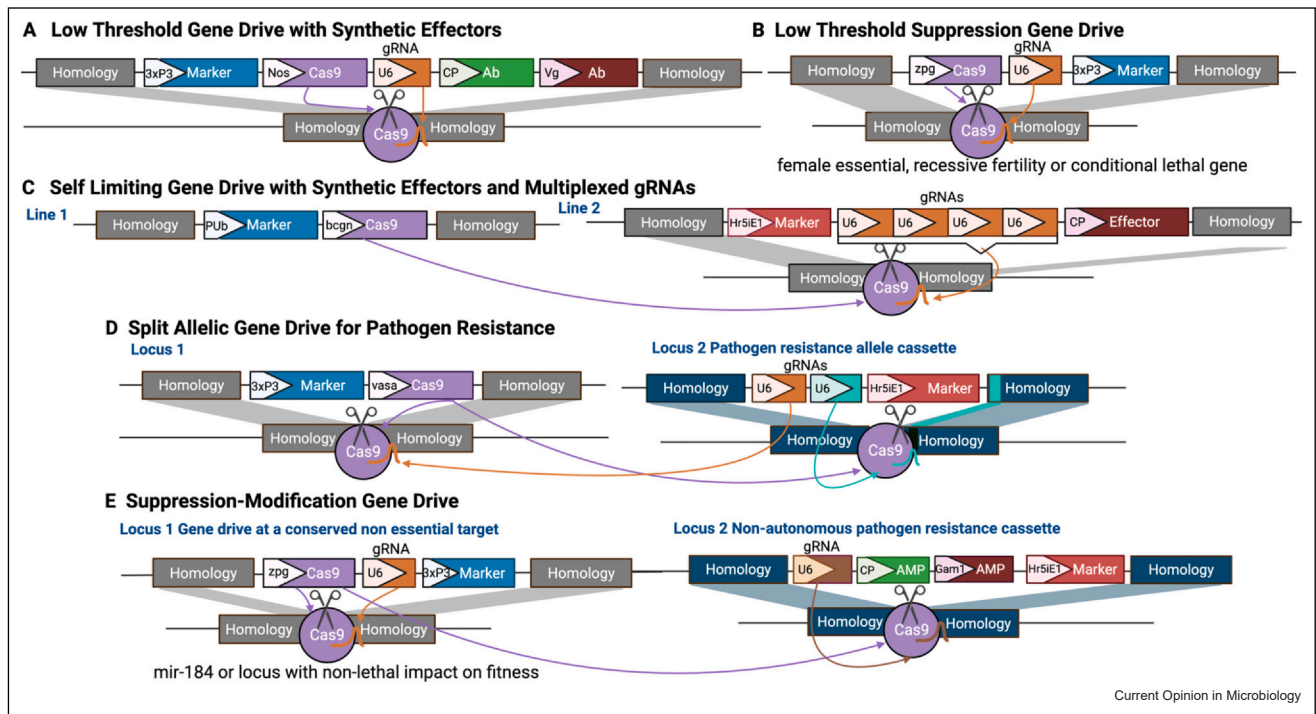 A Low Threshold Gene Drive with Synthetic Effectors
gRNA
Homology 3xP3 Marker Nos Cas9 U6 CP Ab Vg Ab Homology
Homology Cas9 Homology
B Low Threshold Suppression Gene Drive
gRNA
Homology zpg Cas9 U6 3xP3 Marker Homology
Homology Cas9 Homology
female essential, recessive fertility or conditional lethal gene
C Self Limiting Gene Drive with Synthetic Effectors and Multiplexed gRNAs
Line 1
Homology PUb Marker bcgn Cas9 Homology
Line 2
gRNAs
Homology Hr5iE1 Marker U6 U6 U6 U6 CP Effector Homology
Homology Cas9 Homology
D Split Allelic Gene Drive for Pathogen Resistance
Locus 1
Homology 3xP3 Marker vasa Cas9 Homology
Homology Cas9 Homology
Locus 2 Pathogen resistance allele cassette
gRNAs
Homology U6 U6 Hr5iE1 Marker Homology
Homology Cas9 Homology
E Suppression-Modification Gene Drive
Locus 1 Gene drive at a conserved non essential target
gRNA
Homology zpg Cas9 U6 3xP3 Marker Homology
Homology Cas9 Homology
mir-184 or locus with non-lethal impact on fitness
Locus 2 Non-autonomous pathogen resistance cassette
gRNA
Homology U6 CP AMP Gam1 AMP Hr5iE1 Marker Homology
Homology Cas9 Homology
Current Opinion in Microbiology